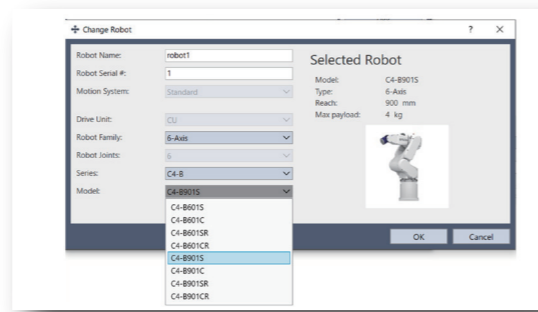 Change Robot ? ×
Robot Name: robot1
Robot Serial #: 1
Motion System: Standard
Drive Unit: CU
Robot Family: 6-Axis
Robot Joints: 6
Series: C4-B
Model: C4-B901S
C4-B601S
C4-B601C
C4-B601SR
C4-B601CR
C4-B901S
C4-B901C
C4-B901SR
C4-B901CR
Selected Robot
Model: C4-B901S
Type: 6-Axis
Reach: 900 mm
Max payload: 4 kg
OK Cancel